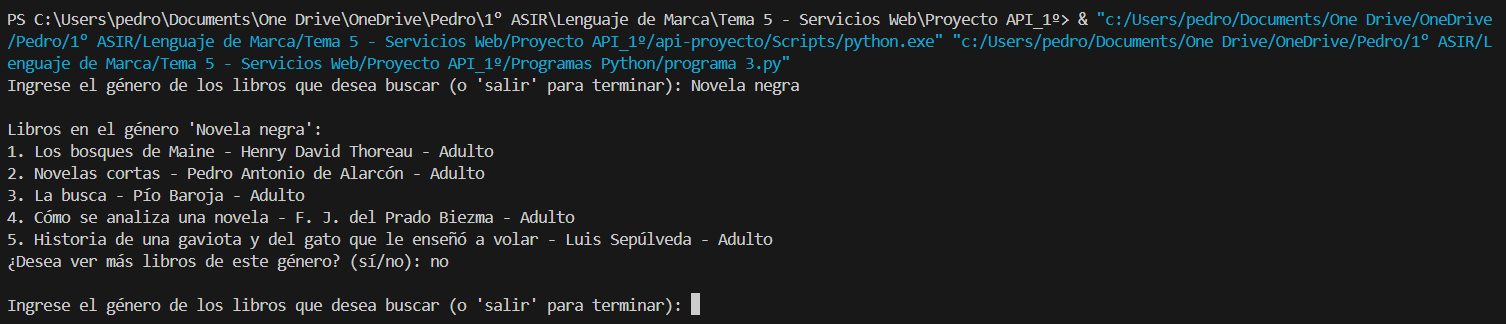 PS C:\Users\pedro\Documents\One Drive\OneDrive\Pedro\1º ASIR\Lenguaje de Marca\Tema 5 - Servicios Web\Proyecto API_1º> & "c:/Users/pedro/Documents/One Drive/OneDrive
/Pedro/1º ASIR/Lenguaje de Marca/Tema 5 - Servicios Web/Proyecto API_1º/api-proyecto/Scripts/python.exe" "c:/Users/pedro/Documents/One Drive/OneDrive/Pedro/1º ASIR/L
enguaje de Marca/Tema 5 - Servicios Web/Proyecto API_1º/Programas Python/programa 3.py"
Ingrese el género de los libros que desea buscar (o 'salir' para terminar): Novela negra
Libros en el género 'Novela negra':
1. Los bosques de Maine - Henry David Thoreau - Adulto
2. Novelas cortas - Pedro Antonio de Alarcón - Adulto
3. La busca - Pío Baroja - Adulto
4. Cómo se analiza una novela - F. J. del Prado Biezma - Adulto
5. Historia de una gaviota y del gato que le enseñó a volar - Luis Sepúlveda - Adulto
¿Desea ver más libros de este género? (sí/no): no
Ingrese el género de los libros que desea buscar (o 'salir' para terminar):